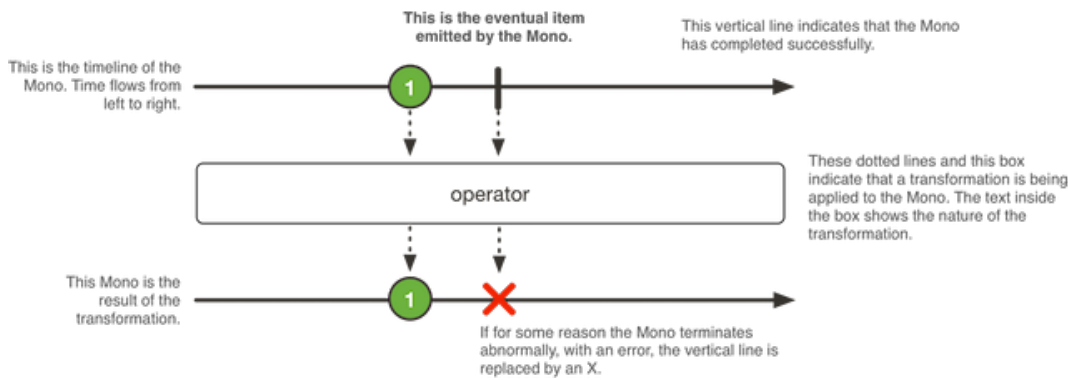 This is the eventual item
emitted by the Mono.
This vertical line indicates that the Mono
has completed successfully.
This is the timeline of the
Mono. Time flows from
left to right.
1
These dotted lines and this box
indicate that a transformation is being
applied to the Mono. The text inside
the box shows the nature of the
transformation.
operator
This Mono is the
result of the
transformation.
1
If for some reason the Mono terminates
abnormally, with an error, the vertical line is
replaced by an X.